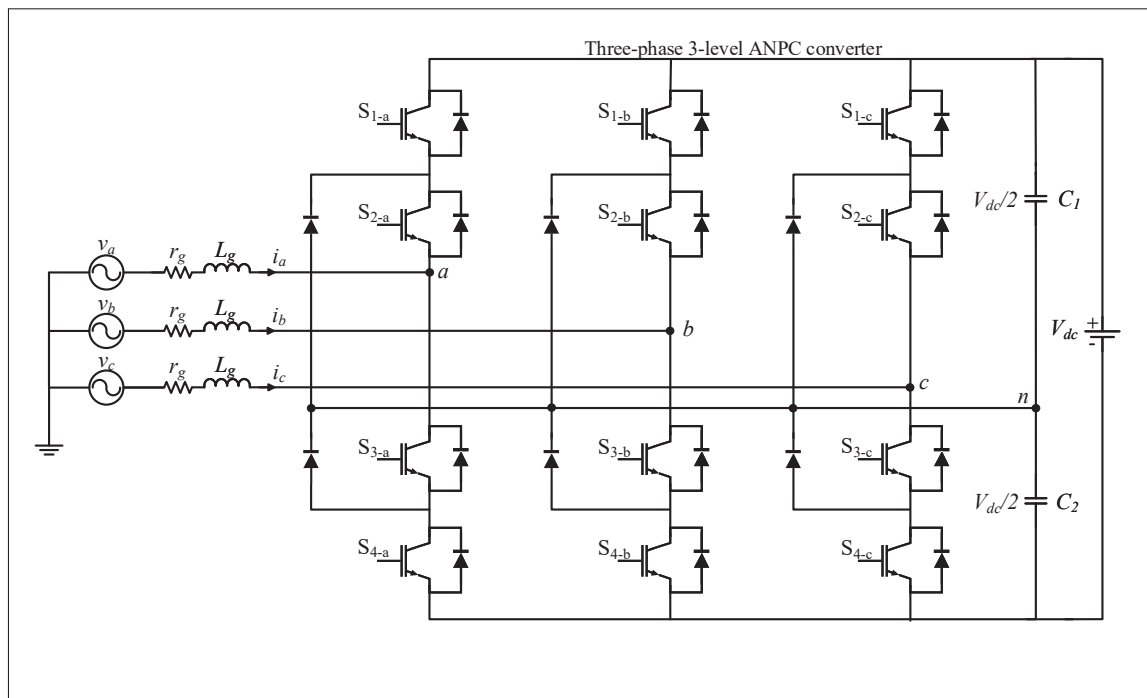 Three-phase 3-level ANPC converter
S1-a
S1-b
S1-c
S2-a
S2-b
S2-c
Vdc/2
C1
va
rg
Lg
ia
a
vb
rg
Lg
ib
b
Vdc
+
-
vc
rg
Lg
ic
c
n
S3-a
S3-b
S3-c
Vdc/2
C2
S4-a
S4-b
S4-c